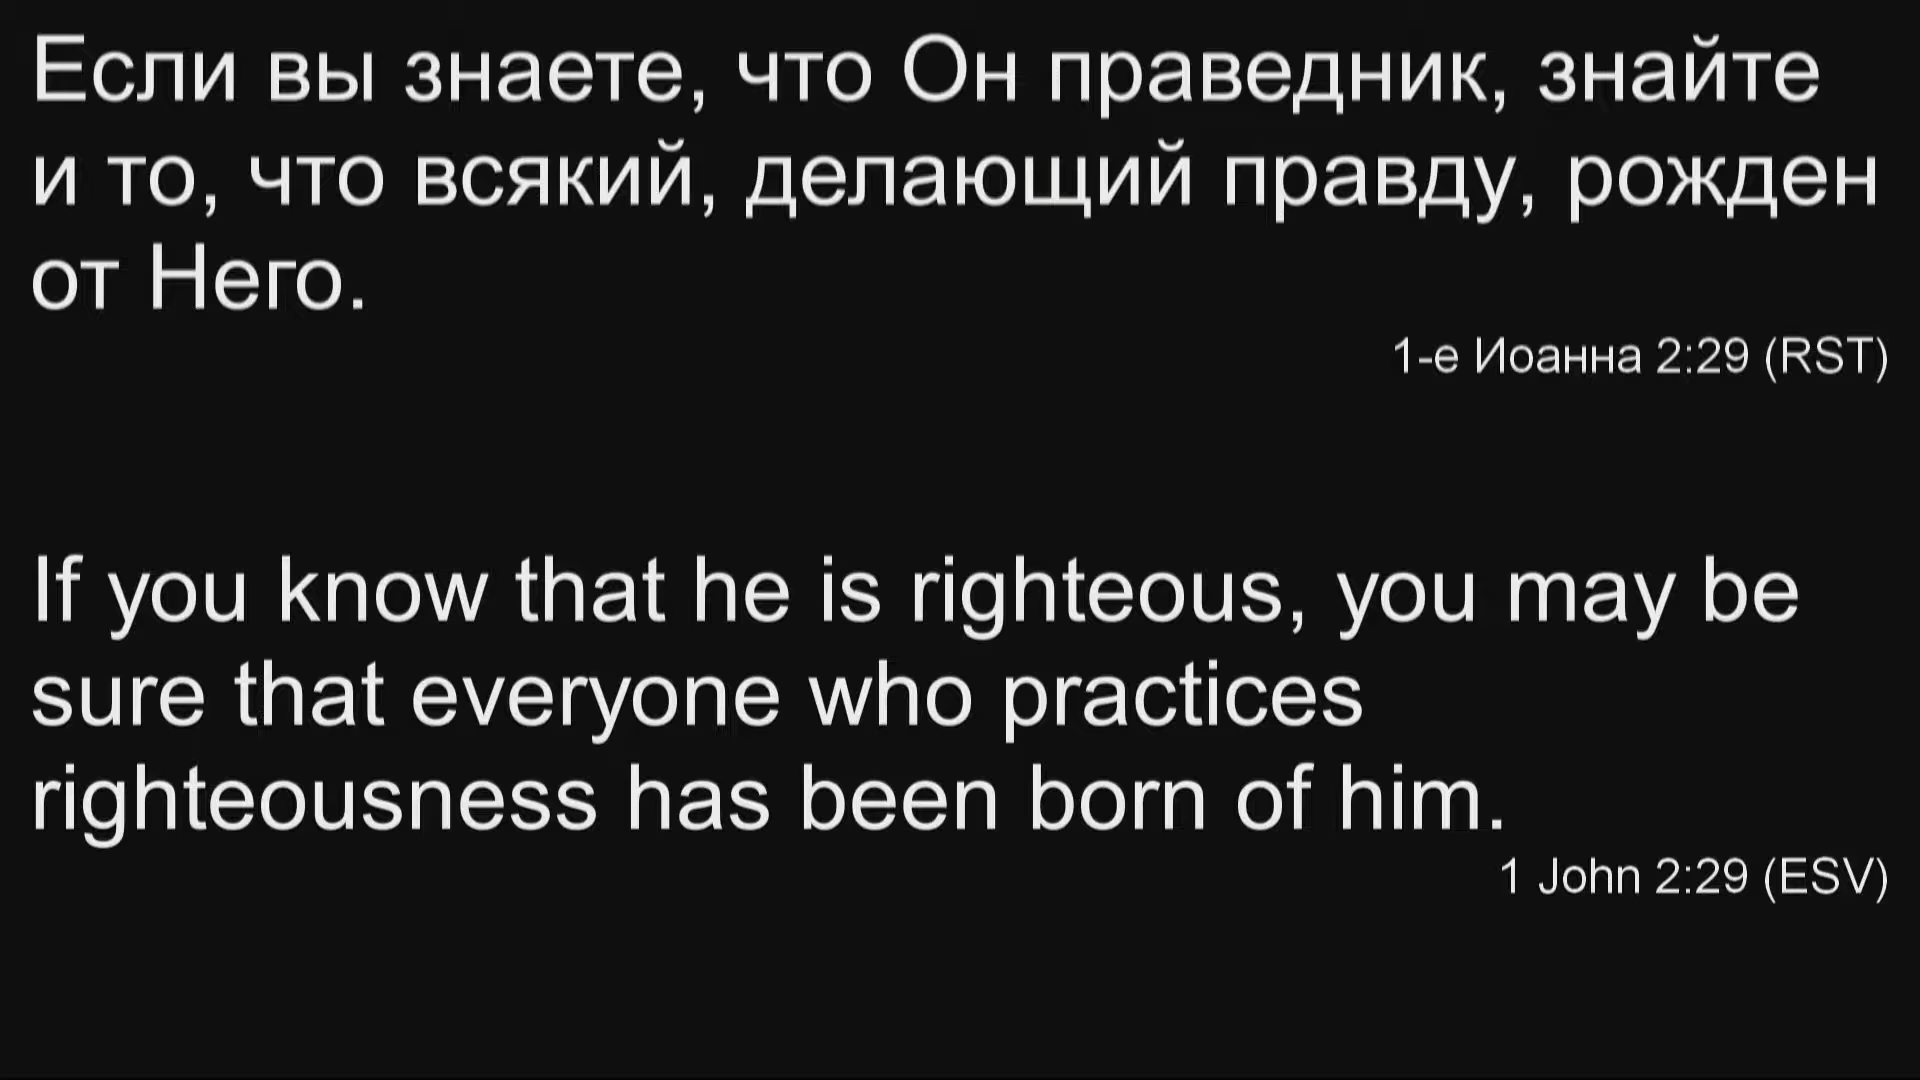 Если вы знаете, что Он праведник, знайте
и то, что всякий, делающий правду, рожден
от Него.
1-е Иоанна 2:29 (RST)
If you know that he is righteous, you may be
sure that everyone who practices
righteousness has been born of him.
1 John 2:29 (ESV)